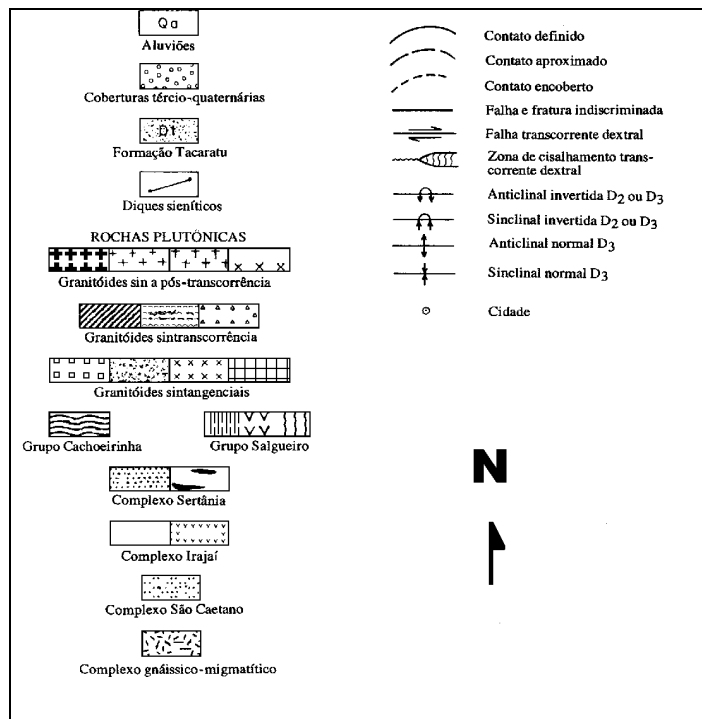 Qa
Aluviões
Coberturas tércio-quaternárias
Dt
Formação Tacaratu
Diques sieníticos
ROCHAS PLUTÔNICAS
Granitóides sin a pós-transcorrência
Granitóides sintranscorrência
Granitóides sintangenciais
Grupo Cachoeirinha
Grupo Salgueiro
Complexo Sertânia
Complexo Irajaí
Complexo São Caetano
Complexo gnáissico-migmatítico
Contato definido
Contato aproximado
Contato encoberto
Falha e fratura indiscriminada
Falha transcorrente dextral
Zona de cisalhamento trans-
corrente dextral
Anticlinal invertida D2 ou D3
Sinclinal invertida D2 ou D3
Anticlinal normal D3
Sinclinal normal D3
Cidade
N